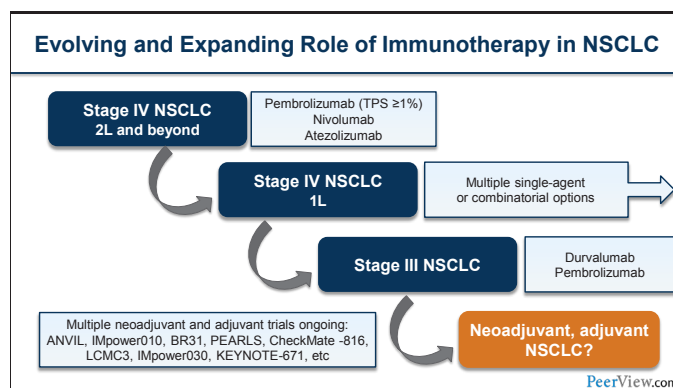 Evolving and Expanding Role of Immunotherapy in NSCLC
Stage IV NSCLC
2L and beyond
Pembrolizumab (TPS ≥1%)
Nivolumab
Atezolizumab
Stage IV NSCLC
1L
Multiple single-agent
or combinatorial options
Stage III NSCLC
Durvalumab
Pembrolizumab
Multiple neoadjuvant and adjuvant trials ongoing:
ANVIL, IMpower010, BR31, PEARLS, CheckMate -816,
LCMC3, IMpower030, KEYNOTE-671, etc
Neoadjuvant, adjuvant
NSCLC?
PeerView.com